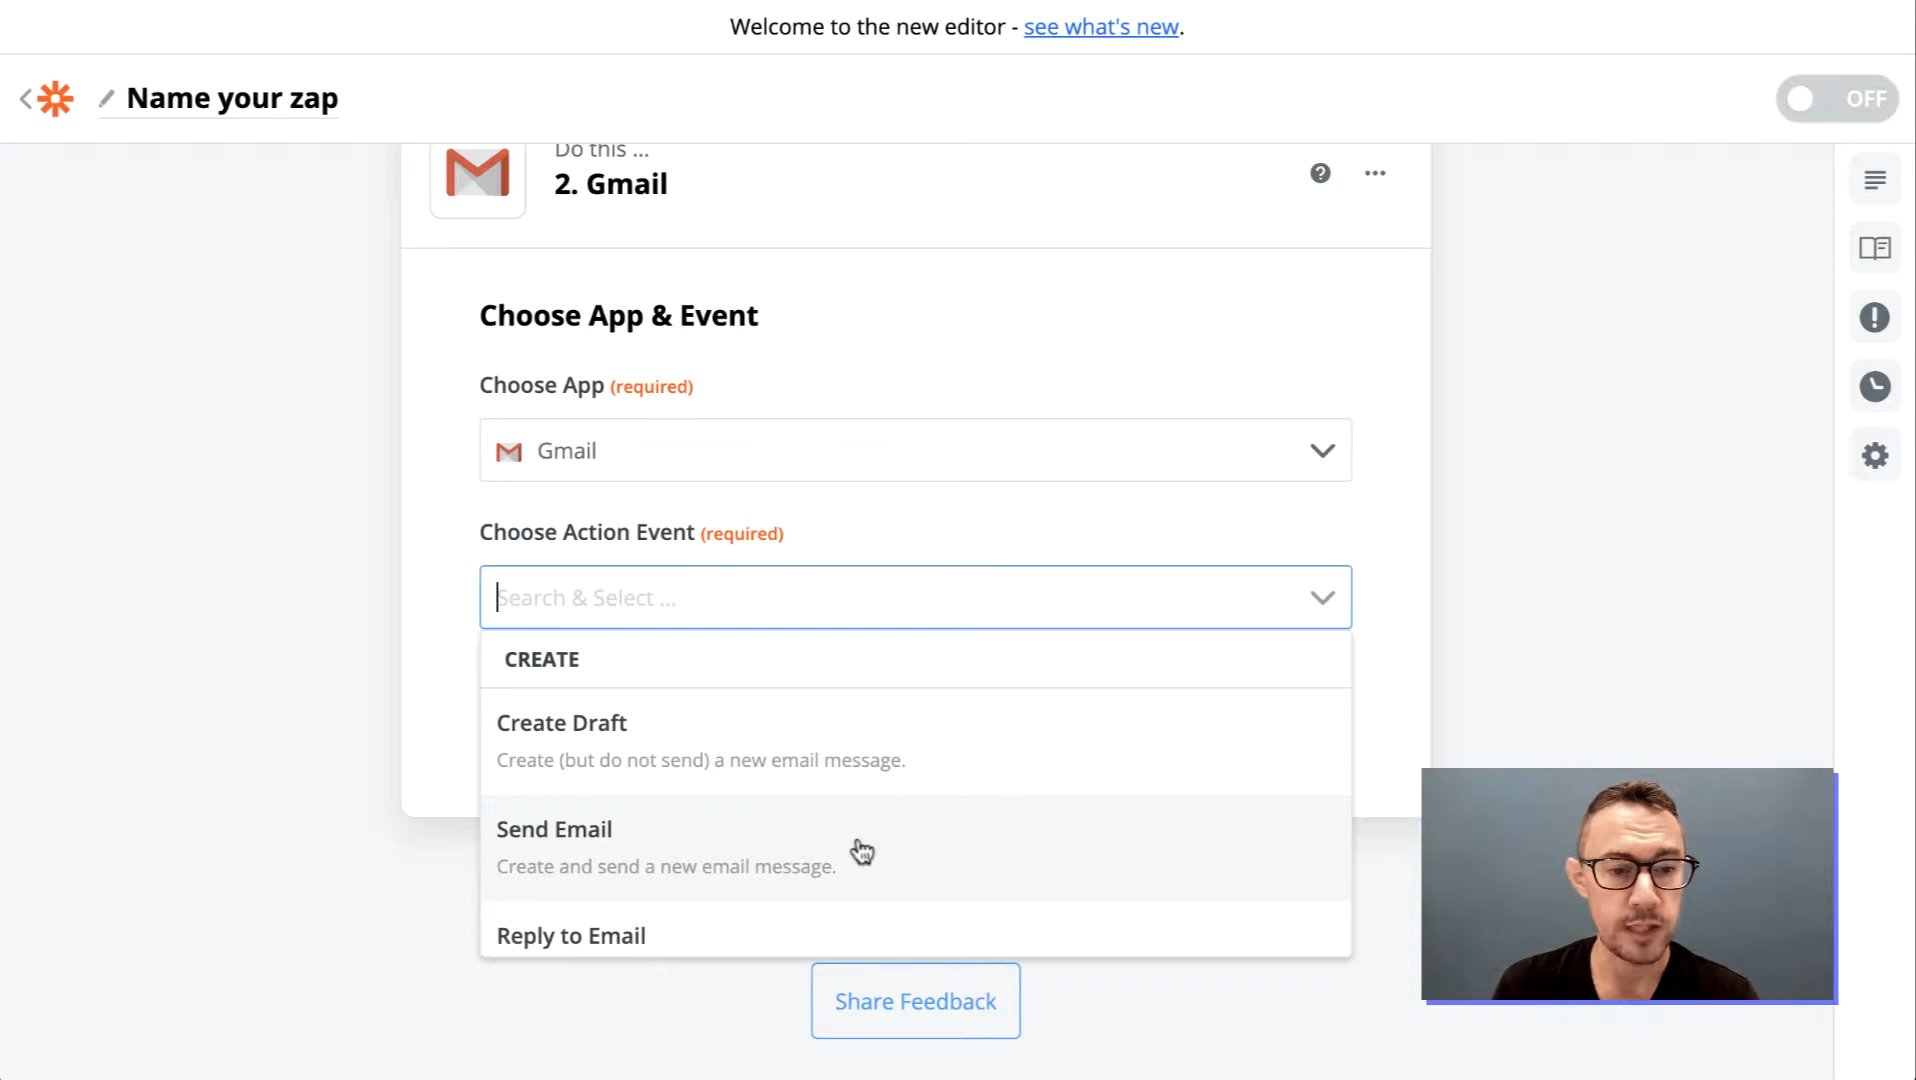 Welcome to the new editor - see what's new.
Name your zap
OFF
Do this ...
2. Gmail
Choose App & Event
Choose App (required)
Gmail
Choose Action Event (required)
Search & Select ...
CREATE
Create Draft
Create (but do not send) a new email message.
Send Email
Create and send a new email message.
Reply to Email
Share Feedback